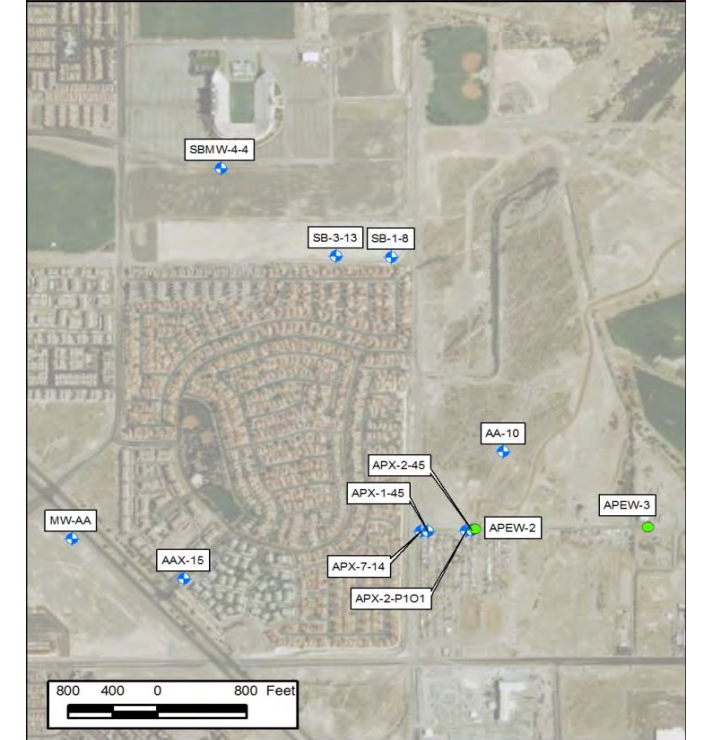 SBMW-4-4
SB-3-13 SB-1-8
AA-10
APX-2-45
APX-1-45
MW-AA
APEW-2
APEW-3
AAX-15
APX-7-14
APX-2-P1O1
800 400 0 800 Feet